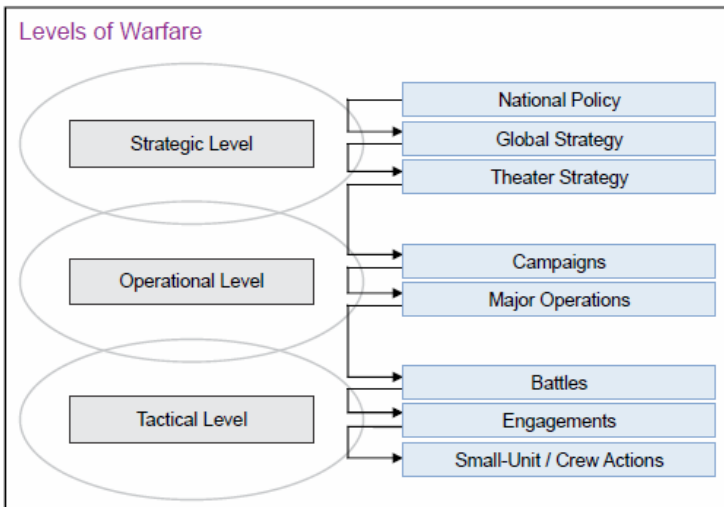 Levels of Warfare
Strategic Level
National Policy
Global Strategy
Theater Strategy
Operational Level
Campaigns
Major Operations
Tactical Level
Battles
Engagements
Small-Unit / Crew Actions